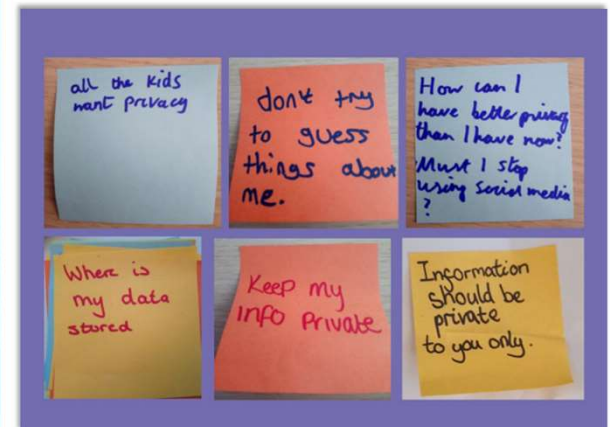 all the kids
want privacy
don't try
to guess
things about
me.
How can I
have better privacy
than I have now?
Must I stop
using social media
?
Where is
my data
stored
Keep my
info private
Information
should be
private
to you only.